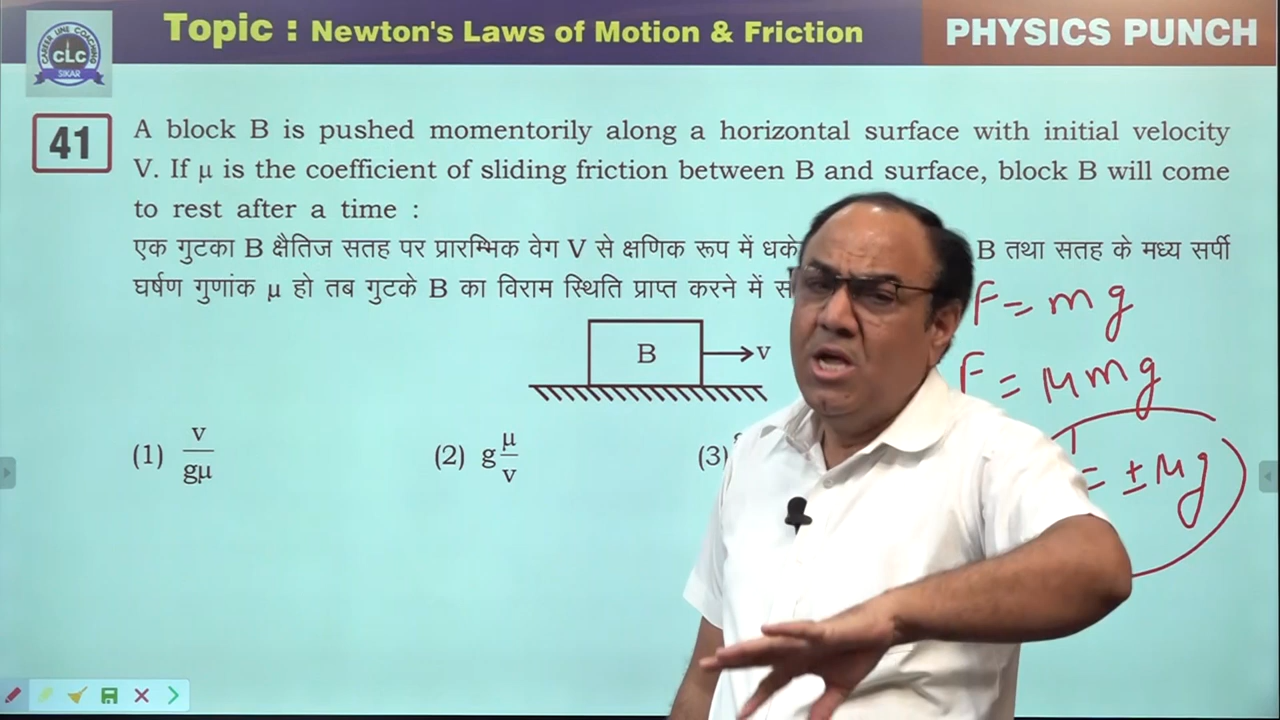 Topic : Newton's Laws of Motion & Friction
PHYSICS PUNCH
CAREER LINE COACHING
CLC
SIKAR
41
A block B is pushed momentorily along a horizontal surface with initial velocity
V. If μ is the coefficient of sliding friction between B and surface, block B will come
to rest after a time :
एक गुटका B क्षैतिज सतह पर प्रारम्भिक वेग V से क्षणिक रूप में B तथा सतह के मध्य सर्पी
घर्षण गुणांक μ हो तब गुटके B का विराम स्थिति प्राप्त करने में
F = mg
B
v
F = μmg
(1) v/gμ
(2) g μ/v
(3)
= ±μg